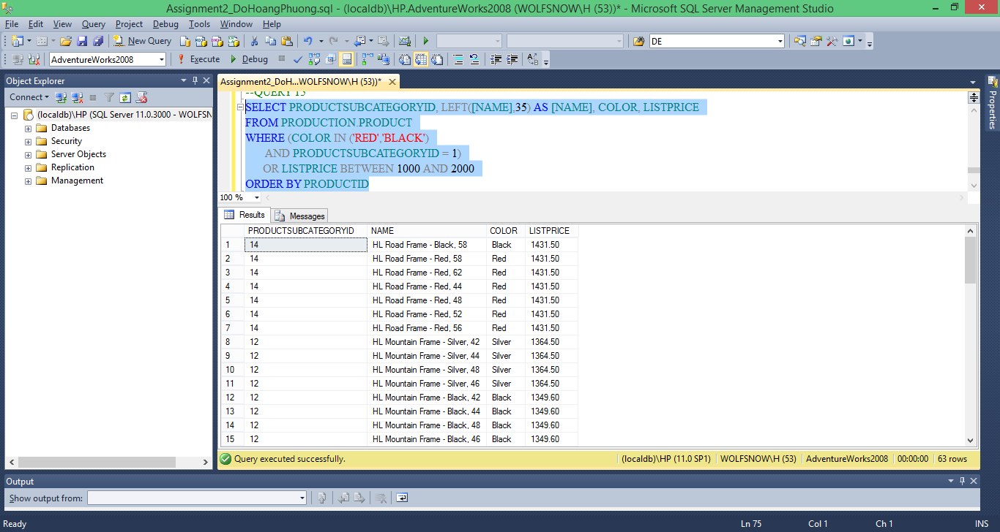 Assignment2_DoHoangPhuong.sql - (localdb)\HP.AdventureWorks2008 (WOLFSNOW\H (53))* - Microsoft SQL Server Management Studio
File Edit View Query Project Debug Tools Window Help
New Query DE
AdventureWorks2008 Execute Debug
Object Explorer
Connect
(localdb)\HP (SQL Server 11.0.3000 - WOLFSN
Databases
Security
Server Objects
Replication
Management
Assignment2_DoH...WOLFSNOW\H (53))*
--QUERY 15
SELECT PRODUCTSUBCATEGORYID, LEFT([NAME],35) AS [NAME], COLOR, LISTPRICE
FROM PRODUCTION.PRODUCT
WHERE (COLOR IN ('RED','BLACK')
AND PRODUCTSUBCATEGORYID = 1)
OR LISTPRICE BETWEEN 1000 AND 2000
ORDER BY PRODUCTID
100 %
Results Messages
PRODUCTSUBCATEGORYID NAME COLOR LISTPRICE
1 14 HL Road Frame - Black, 58 Black 1431.50
2 14 HL Road Frame - Red, 58 Red 1431.50
3 14 HL Road Frame - Red, 62 Red 1431.50
4 14 HL Road Frame - Red, 44 Red 1431.50
5 14 HL Road Frame - Red, 48 Red 1431.50
6 14 HL Road Frame - Red, 52 Red 1431.50
7 14 HL Road Frame - Red, 56 Red 1431.50
8 12 HL Mountain Frame - Silver, 42 Silver 1364.50
9 12 HL Mountain Frame - Silver, 44 Silver 1364.50
10 12 HL Mountain Frame - Silver, 48 Silver 1364.50
11 12 HL Mountain Frame - Silver, 46 Silver 1364.50
12 12 HL Mountain Frame - Black, 42 Black 1349.60
13 12 HL Mountain Frame - Black, 44 Black 1349.60
14 12 HL Mountain Frame - Black, 48 Black 1349.60
15 12 HL Mountain Frame - Black, 46 Black 1349.60
Query executed successfully. (localdb)\HP (11.0 SP1) WOLFSNOW\H (53) AdventureWorks2008 00:00:00 63 rows
Properties
Output
Show output from:
Ready Ln 75 Col 1 Ch 1 INS